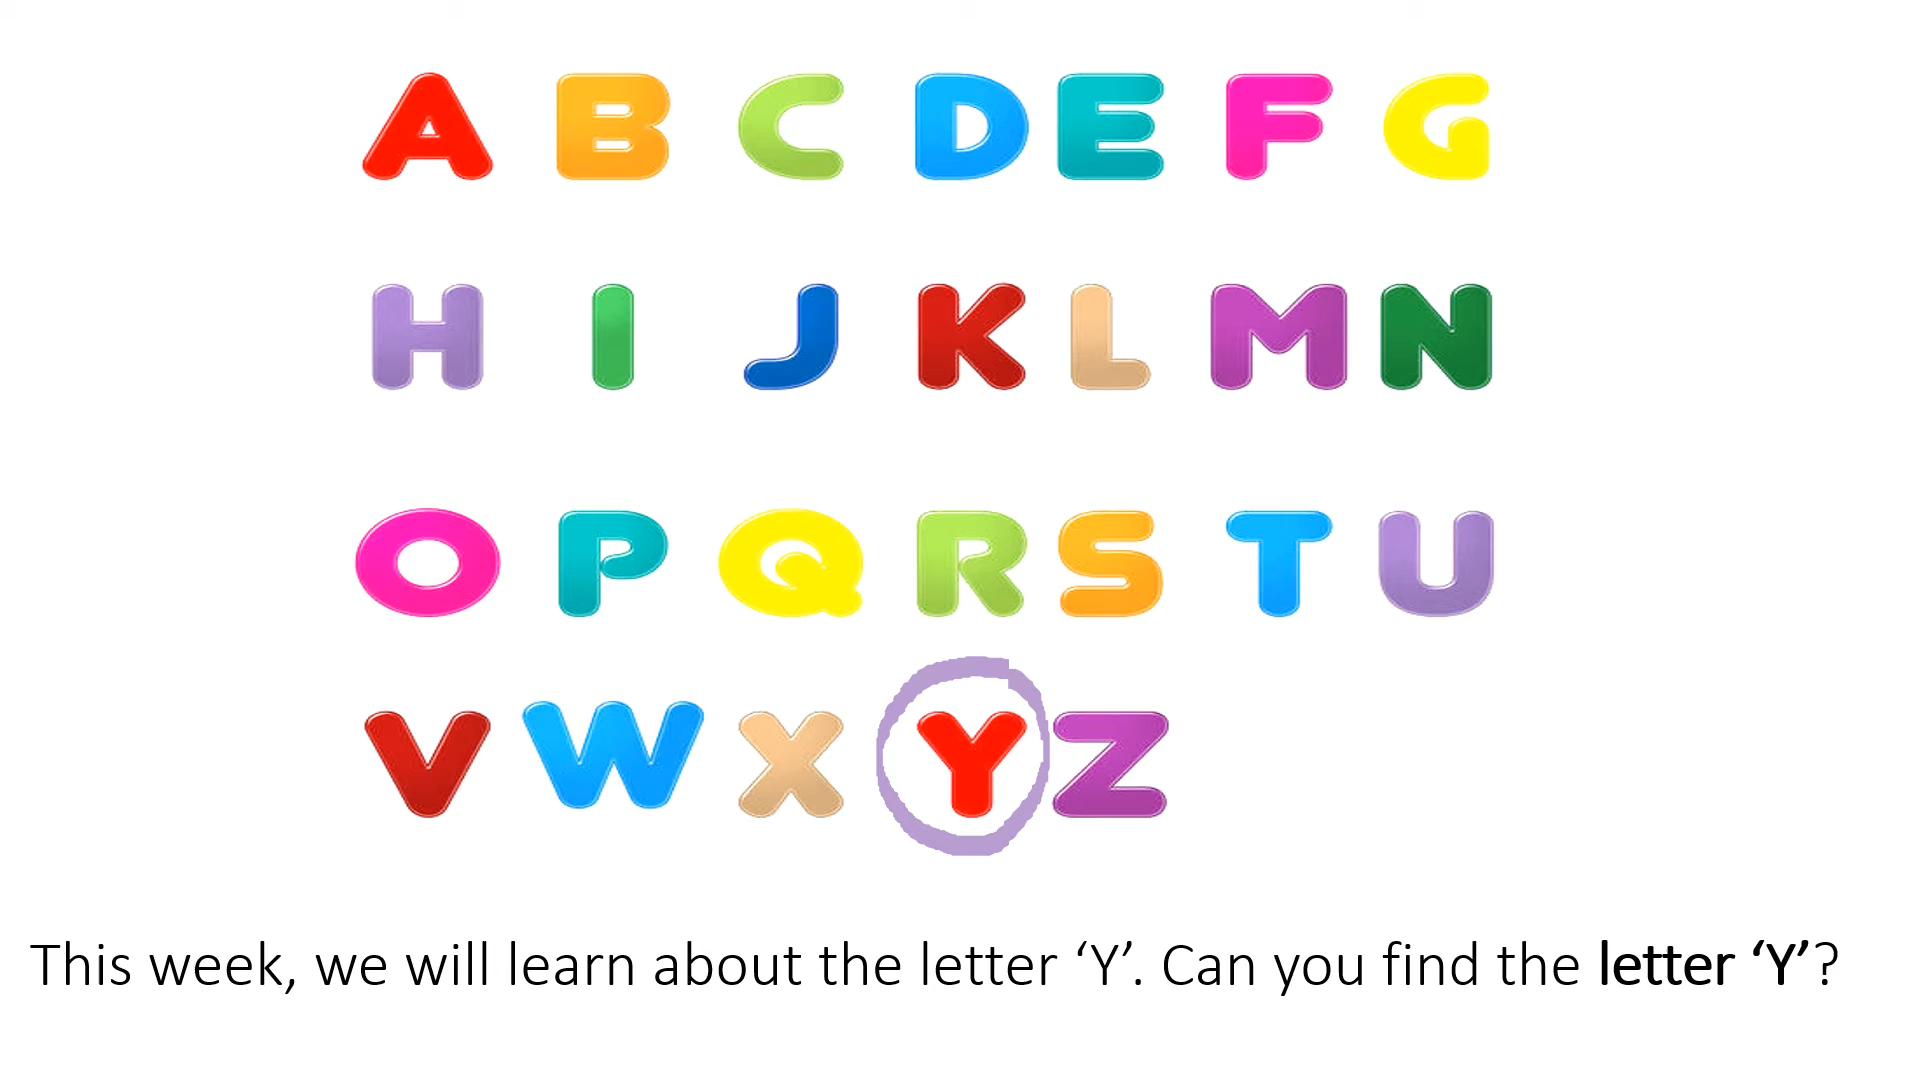 A B C D E F G
H I J K L M N
O P Q R S T U
V W X Y Z
This week, we will learn about the letter ‘Y’. Can you find the letter ‘Y’?